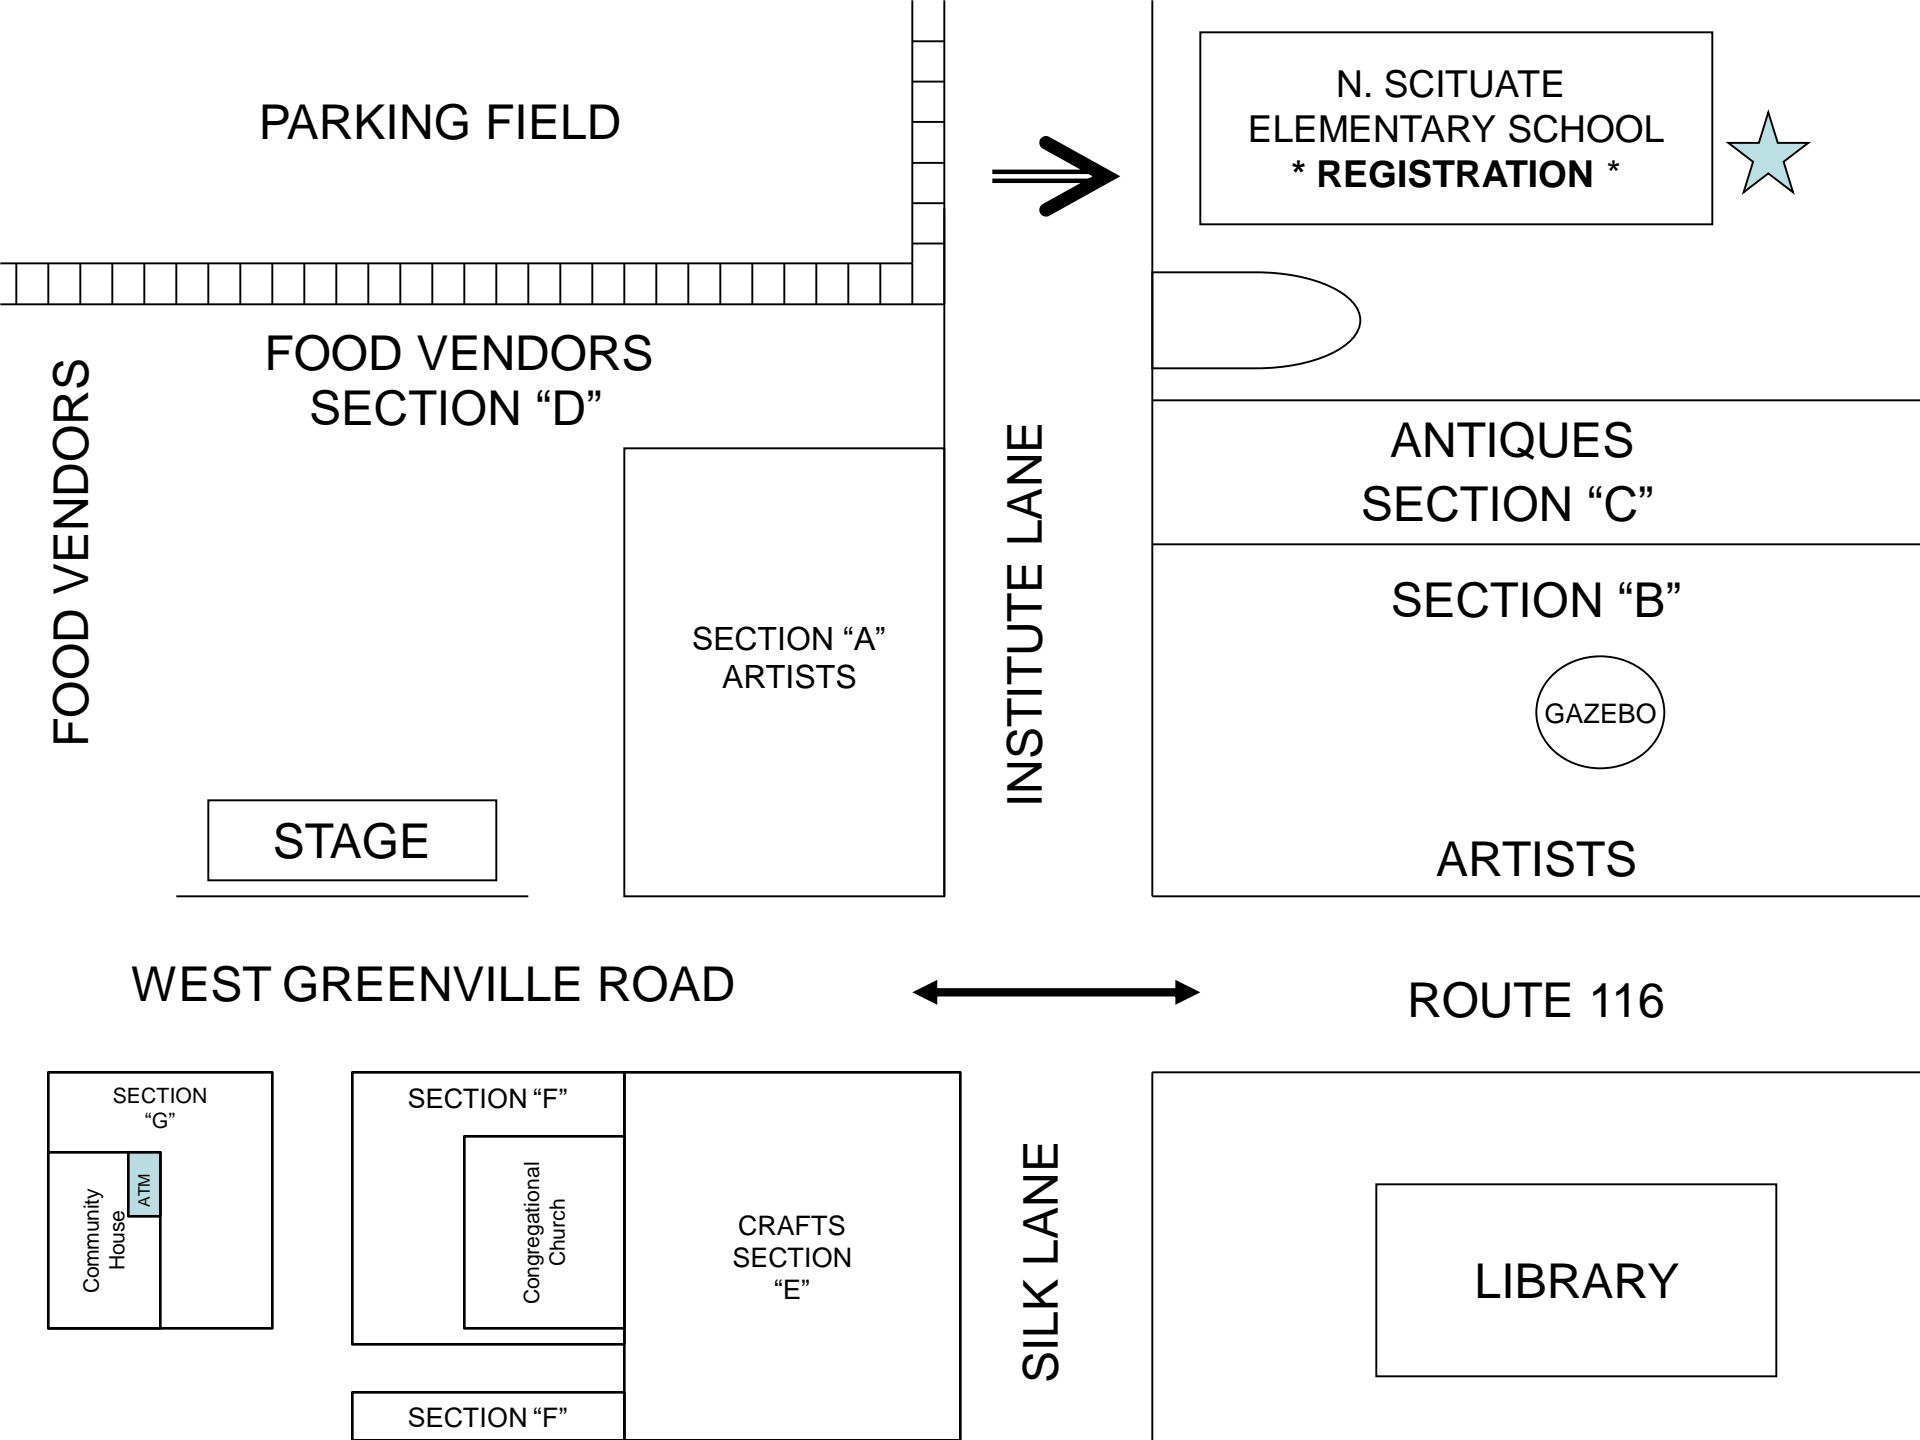 PARKING FIELD
N. SCITUATE
ELEMENTARY SCHOOL
* REGISTRATION *
FOOD VENDORS
SECTION “D”
FOOD VENDORS
INSTITUTE LANE
ANTIQUES
SECTION “C”
SECTION “A”
ARTISTS
SECTION “B”
GAZEBO
ARTISTS
STAGE
WEST GREENVILLE ROAD
ROUTE 116
SECTION
“G”
ATM
Community
House
SECTION “F”
Congregational
Church
CRAFTS
SECTION
“E”
SILK LANE
LIBRARY
SECTION “F”